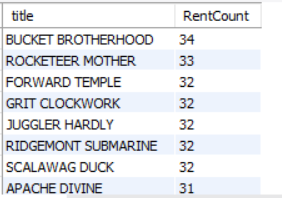 title RentCount
BUCKET BROTHERHOOD 34
ROCKETEER MOTHER 33
FORWARD TEMPLE 32
GRIT CLOCKWORK 32
JUGGLER HARDLY 32
RIDGEMONT SUBMARINE 32
SCALAWAG DUCK 32
APACHE DIVINE 31